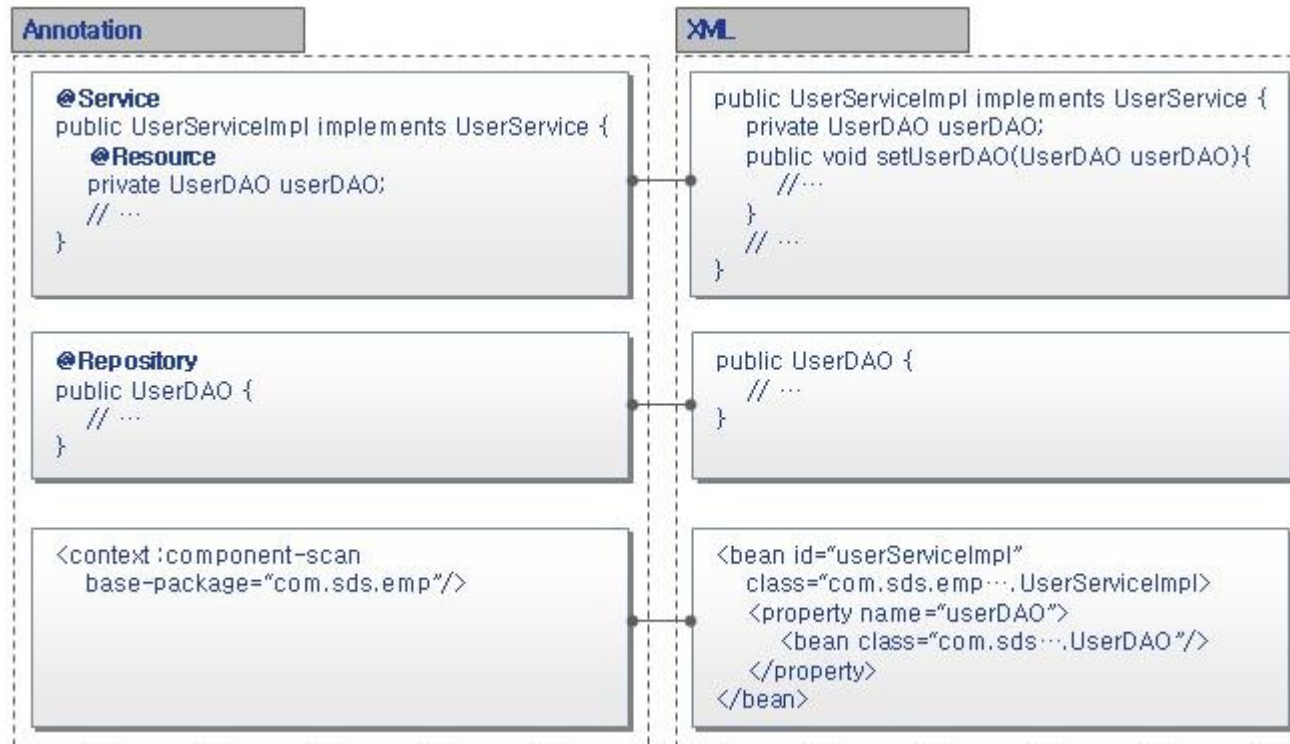 Annotation
@Service
public UserServiceImpl implements UserService {
@Resource
private UserDAO userDAO;
// ···
}
@Repository
public UserDAO {
// ···
}
<context:component-scan
base-package="com.sds.emp"/>
XML
public UserServiceImpl implements UserService {
private UserDAO userDAO;
public void setUserDAO(UserDAO userDAO){
//···
}
// ···
}
public UserDAO {
// ···
}
<bean id="userServiceImpl"
class="com.sds.emp···.UserServiceImpl>
<property name="userDAO">
<bean class="com.sds···.UserDAO"/>
</property>
</bean>